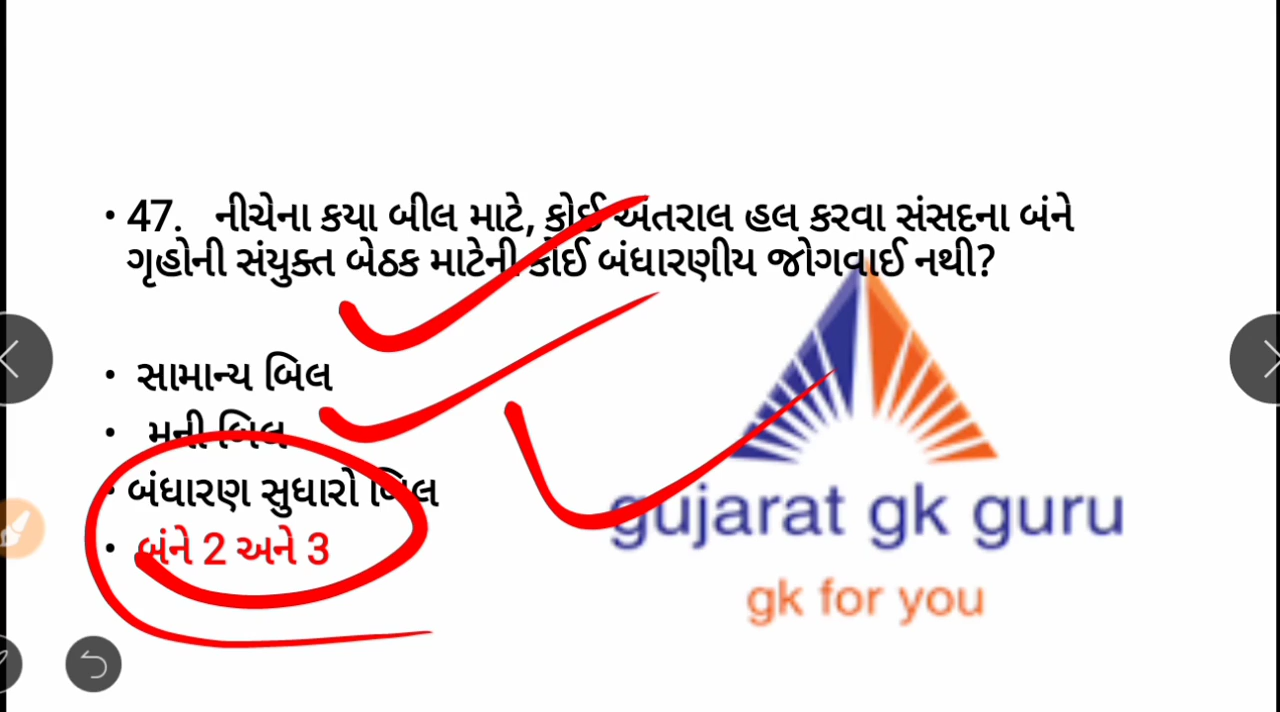 • 47. નીચેના કયા બીલ માટે, કોઈ અંતરાલ હલ કરવા સંસદના બંને
ગૃહોની સંયુક્ત બેઠક માટેની કોઈ બંધારણીય જોગવાઈ નથી?
• સામાન્ય બિલ
• મની બિલ
• બંધારણ સુધારો બિલ
• બંને 2 અને 3
gujarat gk guru
gk for you